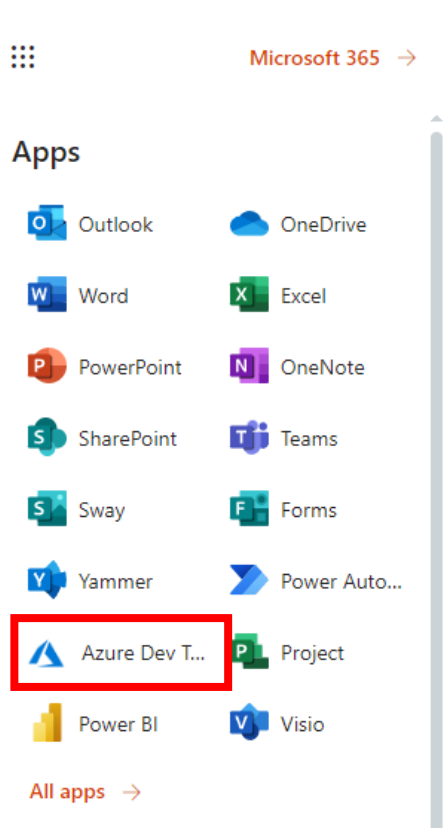 Microsoft 365 →
Apps
Outlook OneDrive
Word Excel
PowerPoint OneNote
SharePoint Teams
Sway Forms
Yammer Power Auto...
Azure Dev T... Project
Power BI Visio
All apps →